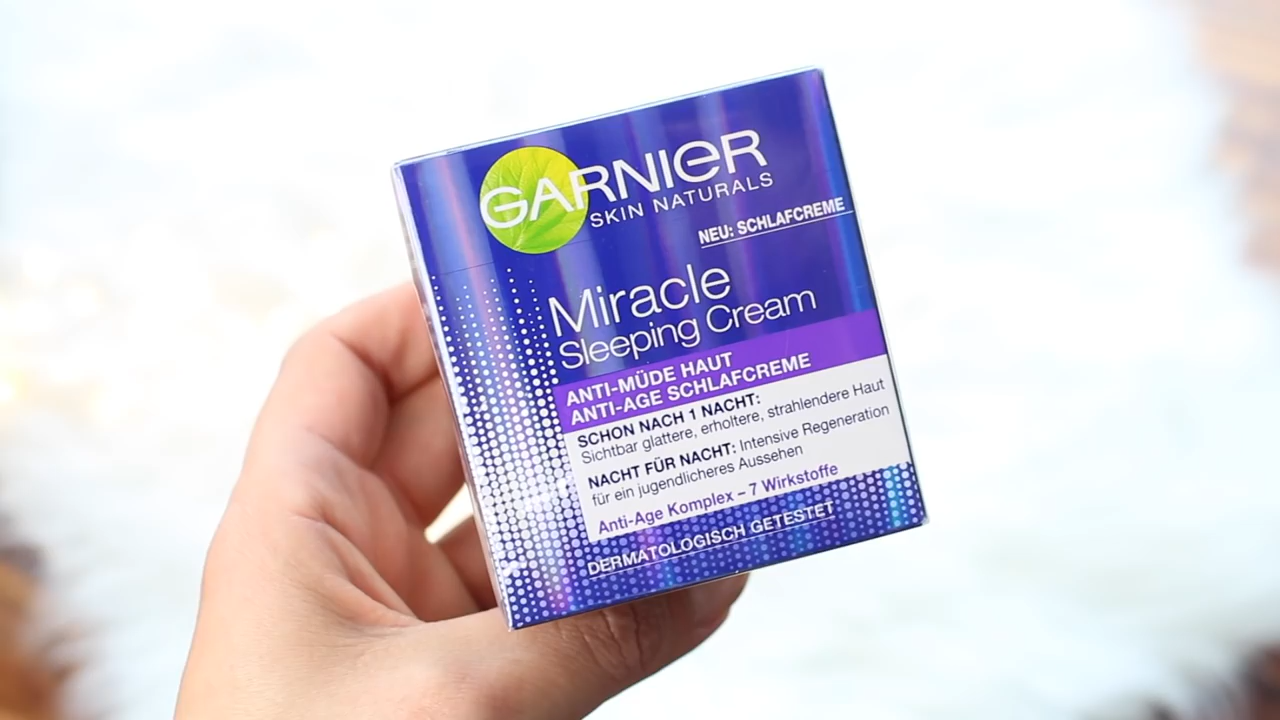 GARNIER
SKIN NATURALS
NEU: SCHLAFCREME
Miracle
Sleeping Cream
ANTI-MÜDE HAUT
ANTI-AGE SCHLAFCREME
SCHON NACH 1 NACHT:
Sichtbar glattere, erholtere, strahlendere Haut
NACHT FÜR NACHT: Intensive Regeneration
für ein jugendlicheres Aussehen
Anti-Age Komplex – 7 Wirkstoffe
DERMATOLOGISCH GETESTET